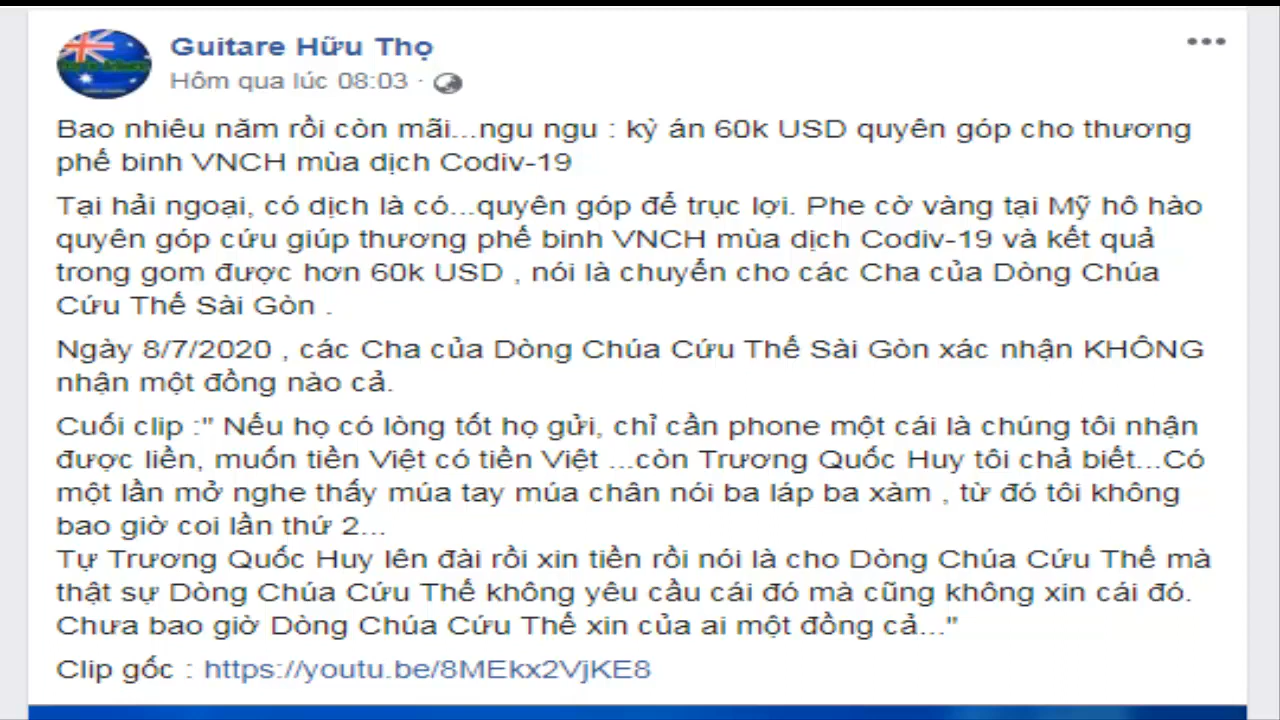 Guitare Hữu Thọ
Hôm qua lúc 08:03 ·
Bao nhiêu năm rồi còn mãi...ngu ngu : kỳ án 60k USD quyên góp cho thương
phế binh VNCH mùa dịch Codiv-19
Tại hải ngoại, có dịch là có...quyên góp để trục lợi. Phe cờ vàng tại Mỹ hô hào
quyên góp cứu giúp thương phế binh VNCH mùa dịch Codiv-19 và kết quả
trong gom được hơn 60k USD , nói là chuyển cho các Cha của Dòng Chúa
Cứu Thế Sài Gòn .
Ngày 8/7/2020 , các Cha của Dòng Chúa Cứu Thế Sài Gòn xác nhận KHÔNG
nhận một đồng nào cả.
Cuối clip :" Nếu họ có lòng tốt họ gửi, chỉ cần phone một cái là chúng tôi nhận
được liền, muốn tiền Việt có tiền Việt ...còn Trương Quốc Huy tôi chả biết...Có
một lần mở nghe thấy múa tay múa chân nói ba láp ba xàm , từ đó tôi không
bao giờ coi lần thứ 2...
Tự Trương Quốc Huy lên đài rồi xin tiền rồi nói là cho Dòng Chúa Cứu Thế mà
thật sự Dòng Chúa Cứu Thế không yêu cầu cái đó mà cũng không xin cái đó.
Chưa bao giờ Dòng Chúa Cứu Thế xin của ai một đồng cả..."
Clip gốc : https://youtu.be/8MEkx2VjKE8